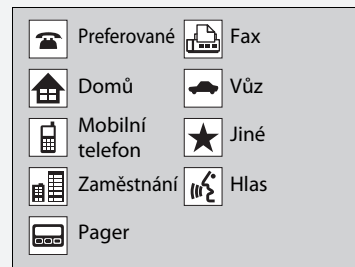 Preferované Fax
Domů Vůz
Mobilní
telefon Jiné
Zaměstnání Hlas
Pager